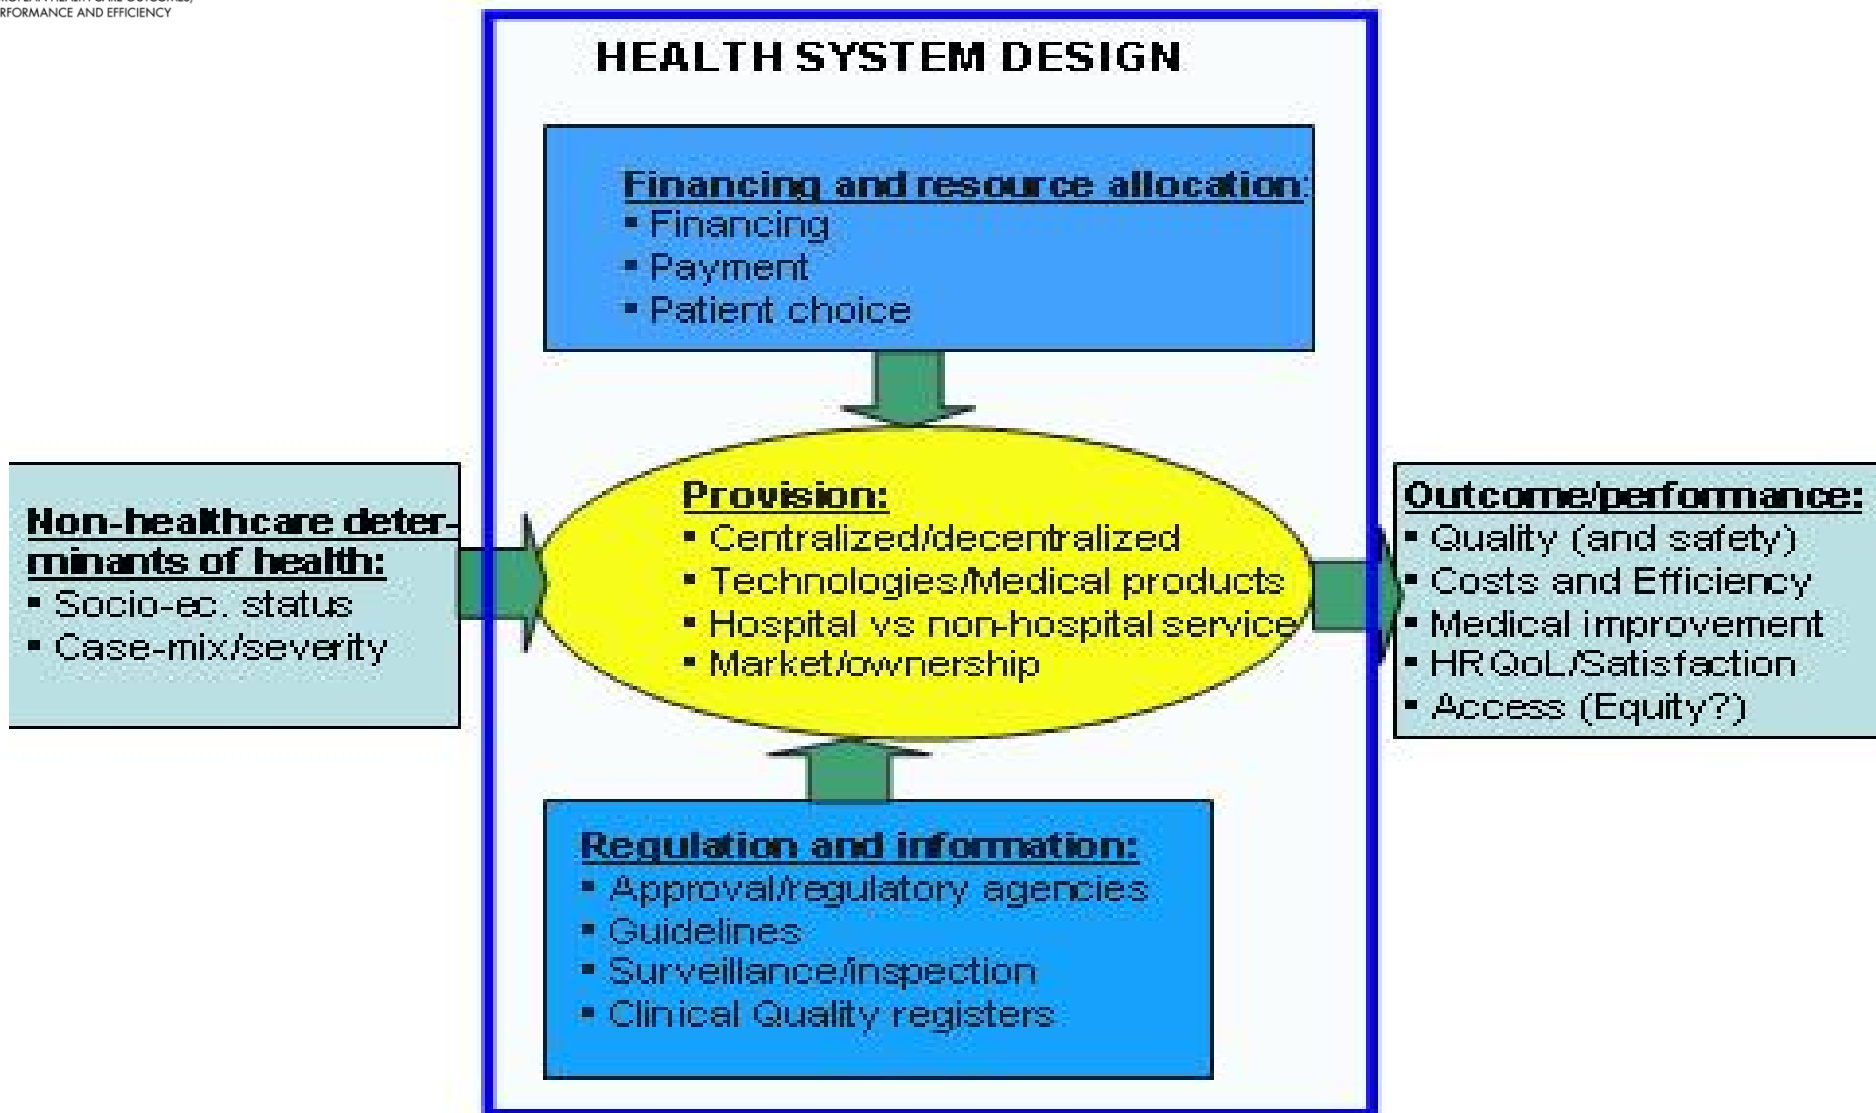 RFORMANCE AND EFFICIENCY
HEALTH SYSTEM DESIGN
Financing and resource allocation:
▪ Financing
▪ Payment
▪ Patient choice
Non-healthcare deter-
minants of health:
▪ Socio-ec. status
▪ Case-mix/severity
Provision:
▪ Centralized/decentralized
▪ Technologies/Medical products
▪ Hospital vs non-hospital service
▪ Market/ownership
Outcome/performance:
▪ Quality (and safety)
▪ Costs and Efficiency
▪ Medical improvement
▪ HRQoL/Satisfaction
▪ Access (Equity?)
Regulation and information:
▪ Approval/regulatory agencies
▪ Guidelines
▪ Surveillance/inspection
▪ Clinical Quality registers